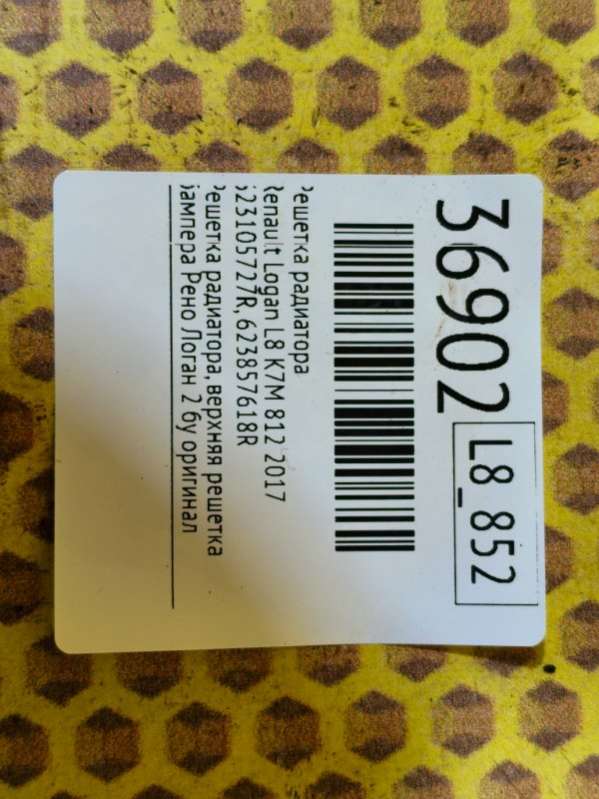 36902
L8_852
Решетка радиатора
Renault Logan L8 K7M 812 2017
623105727R, 623857618R
Решетка радиатора, верхняя решетка
бампера Рено Логан 2 бу оригинал